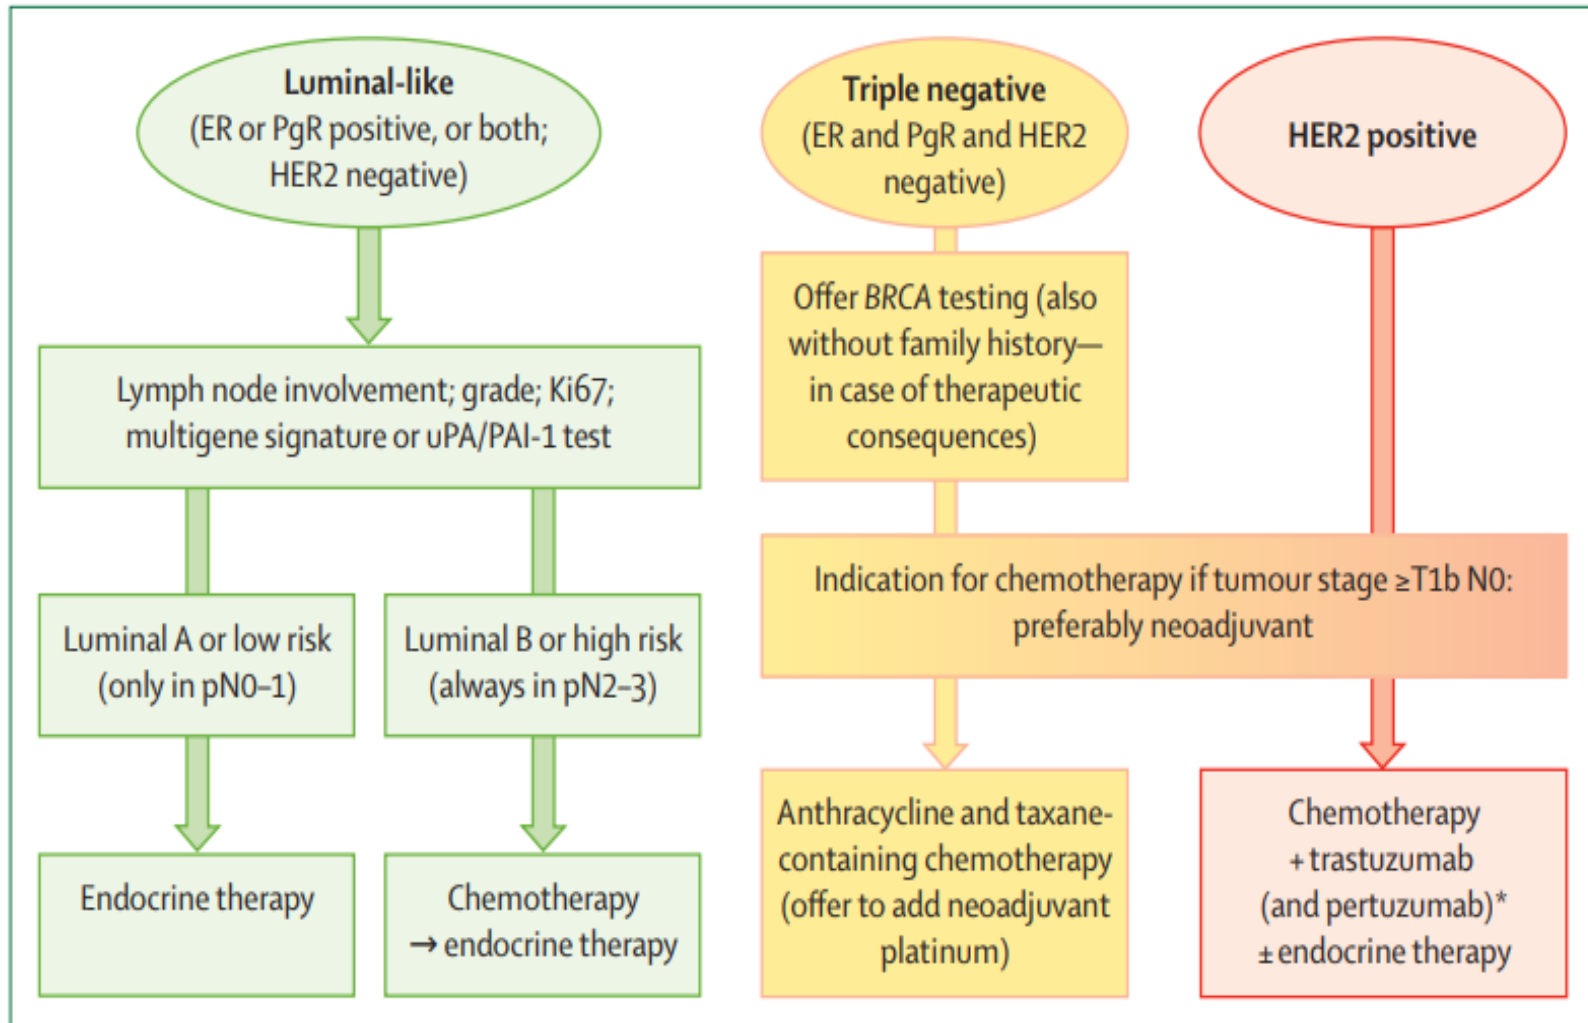 Luminal-like
(ER or PgR positive, or both;
HER2 negative)
Lymph node involvement; grade; Ki67;
multigene signature or uPA/PAI-1 test
Luminal A or low risk
(only in pN0–1)
Endocrine therapy
Luminal B or high risk
(always in pN2–3)
Chemotherapy
→ endocrine therapy
Triple negative
(ER and PgR and HER2
negative)
Offer BRCA testing (also
without family history—
in case of therapeutic
consequences)
HER2 positive
Indication for chemotherapy if tumour stage ≥T1b N0:
preferably neoadjuvant
Anthracycline and taxane-
containing chemotherapy
(offer to add neoadjuvant
platinum)
Chemotherapy
+ trastuzumab
(and pertuzumab)*
± endocrine therapy